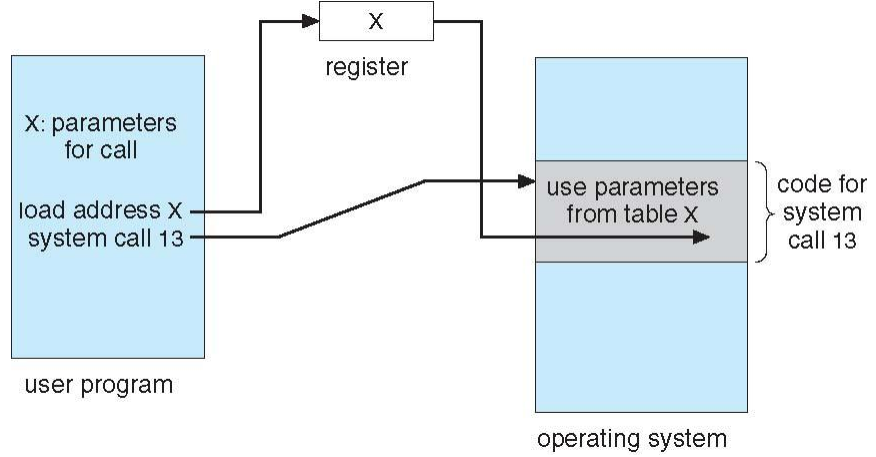 X
register
X: parameters
for call
load address X
system call 13
user program
use parameters
from table X
code for
system
call 13
operating system